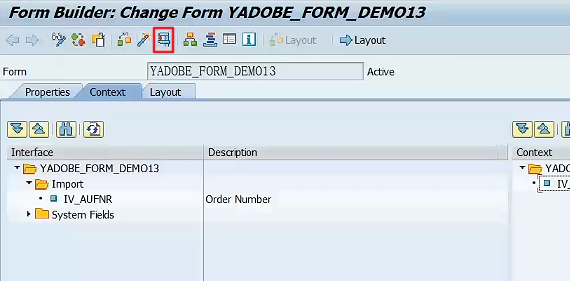 Form Builder: Change Form YADOBE_FORM_DEMO13
Layout Layout
Form YADOBE_FORM_DEMO13 Active
Properties Context Layout
Interface Description Context
YADOBE_FORM_DEMO13 YADO
Import IV_
IV_AUFNR Order Number
System Fields